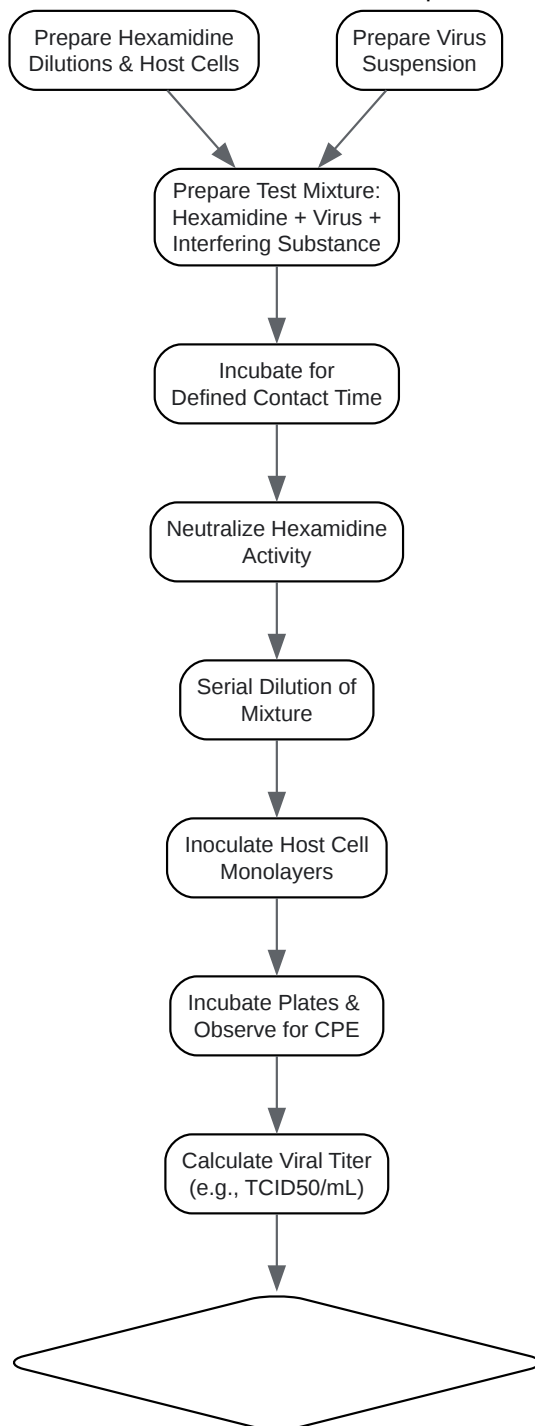 Prepare Hexamidine
Dilutions & Host Cells
Prepare Virus
Suspension
Prepare Test Mixture:
Hexamidine + Virus +
Interfering Substance
Incubate for
Defined Contact Time
Neutralize Hexamidine
Activity
Serial Dilution of
Mixture
Inoculate Host Cell
Monolayers
Incubate Plates &
Observe for CPE
Calculate Viral Titer
(e.g., TCID50/mL)